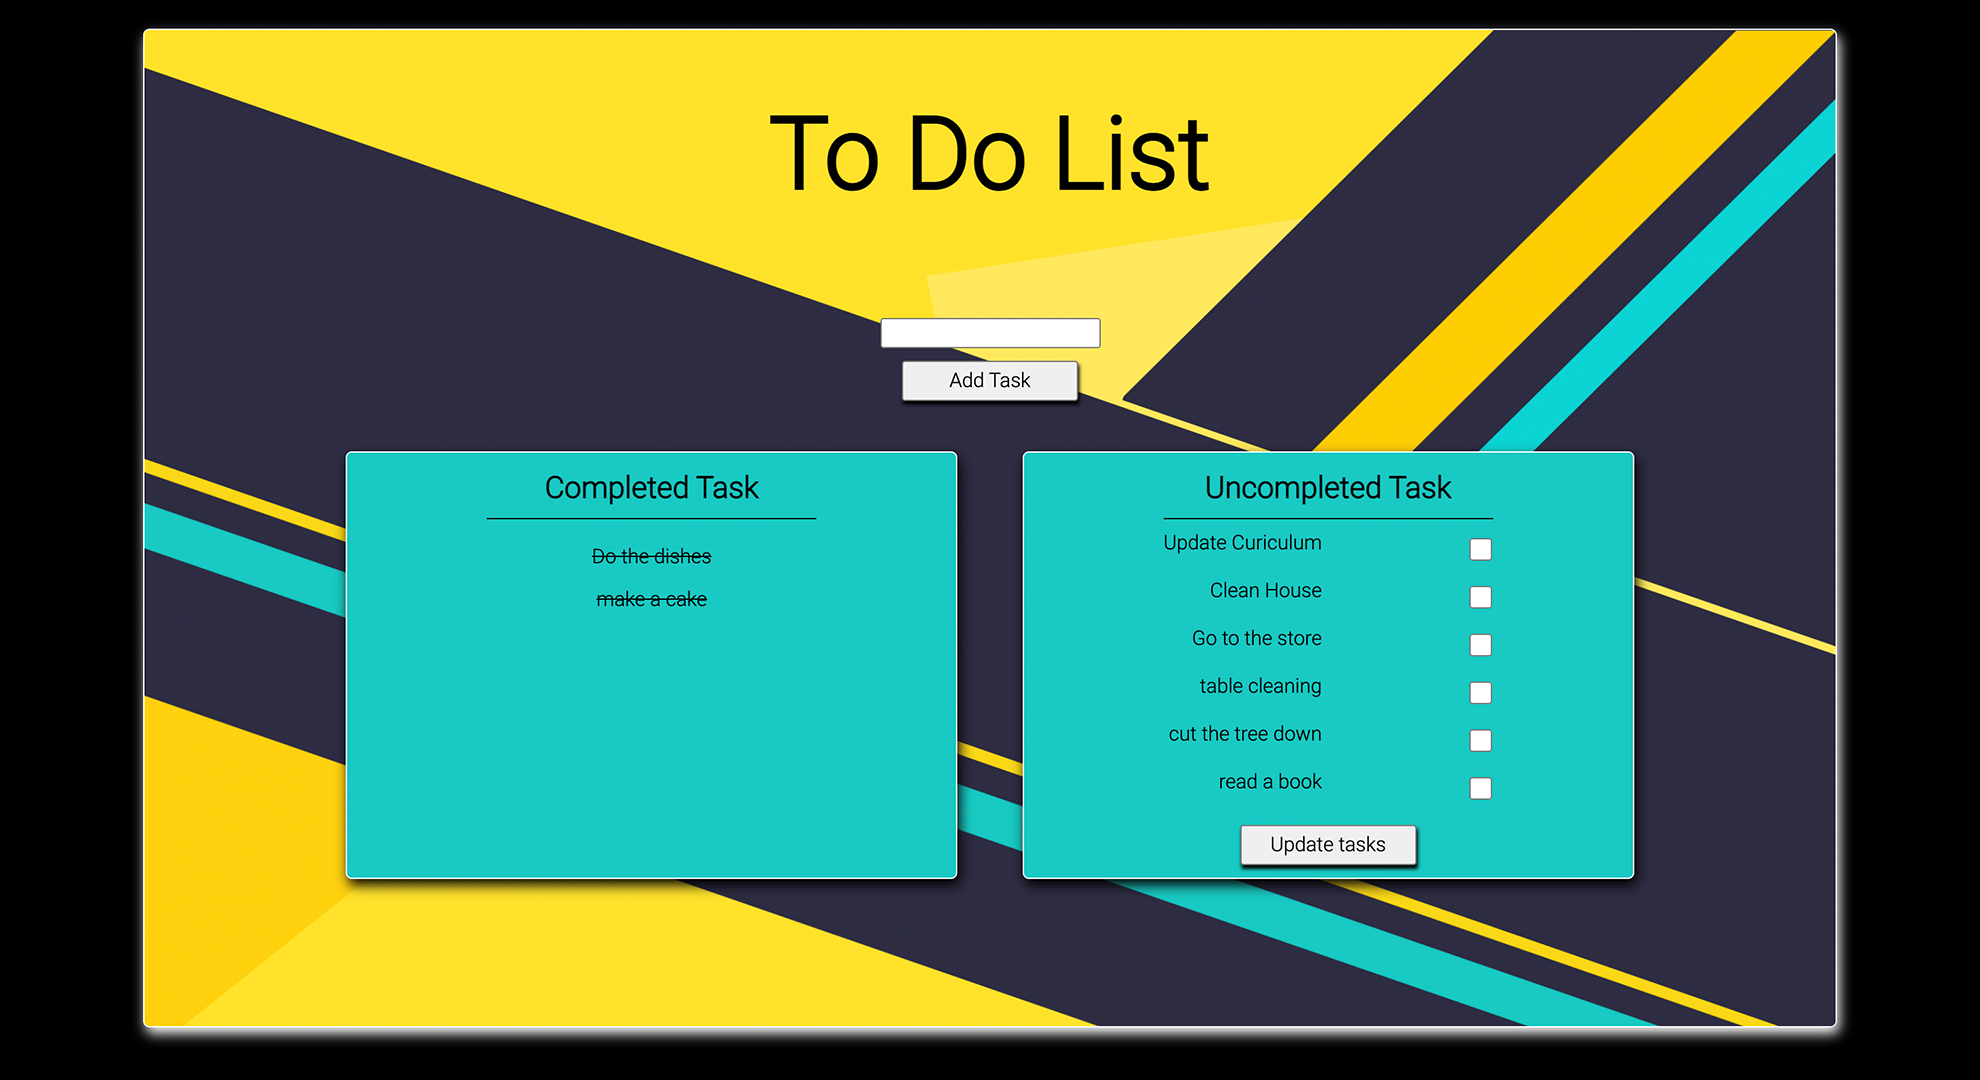 To Do List
Add Task
Completed Task
Do the dishes
make a cake
Uncompleted Task
Update Curiculum
Clean House
Go to the store
table cleaning
cut the tree down
read a book
Update tasks